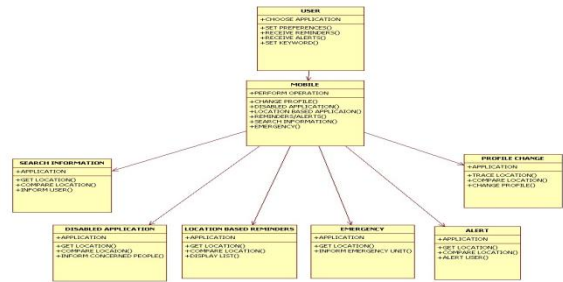 USER
+CHOOSE APPLICATION
+SET PREFERENCES()
+RECEIVE REMINDERS()
+RECEIVE ALERTS()
+SET KEYWORD()
MOBILE
+PERFORM OPERATION
+CHANGE PROFILE()
+DISABLED APPLICATION()
+LOCATION BASED APPLICAION()
+REMINDERS/ALERTS()
+SEARCH INFORMATION()
+EMERGENCY()
SEARCH INFORMATION
+APPLICATION
+GET LOCATION()
+COMPARE LOCATION()
+INFORM USER()
PROFILE CHANGE
+APPLICATION
+TRACE LOCATION()
+COMPARE LOCATION()
+CHANGE PROFILE()
DISABLED APPLICATION
+APPLICATION
+GET LOCATION()
+COMPARE LOCAION()
+INFORM CONCERNED PEOPLE()
LOCATION BASED REMINDERS
+APPLICATION
+GET LOCATION()
+COMPARE LOCATION()
+DISPLAY LIST()
EMERGENCY
+APPLICATION
+GET LOCATION()
+INFORM EMERGENCY UNIT()
ALERT
+APPLICATION
+GET LOCATION()
+COMPARE LOCATION()
+ALERT USER()